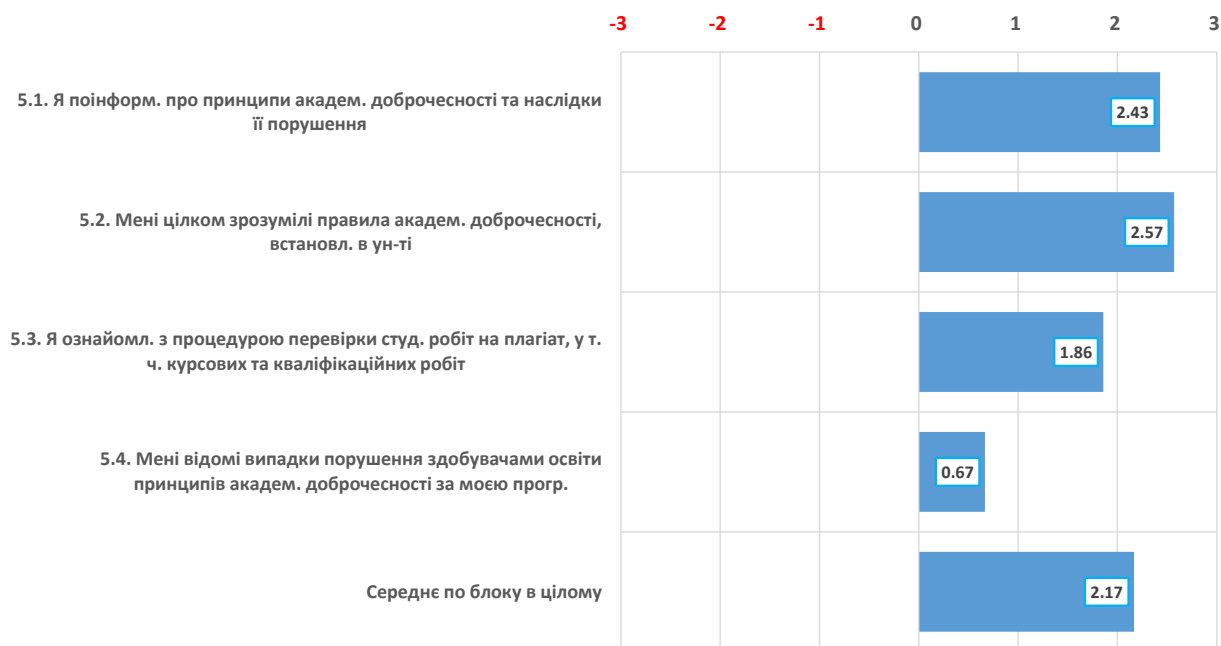 -3 -2 -1 0 1 2 3
5.1. Я поінформ. про принципи академ. доброчесності та наслідки
її порушення
2.43
5.2. Мені цілком зрозумілі правила академ. доброчесності,
встановл. в ун-ті
2.57
5.3. Я ознайомл. з процедурою перевірки студ. робіт на плагіат, у т.
ч. курсових та кваліфікаційних робіт
1.86
5.4. Мені відомі випадки порушення здобувачами освіти
принципів академ. доброчесності за моєю прогр.
0.67
Середнє по блоку в цілому
2.17